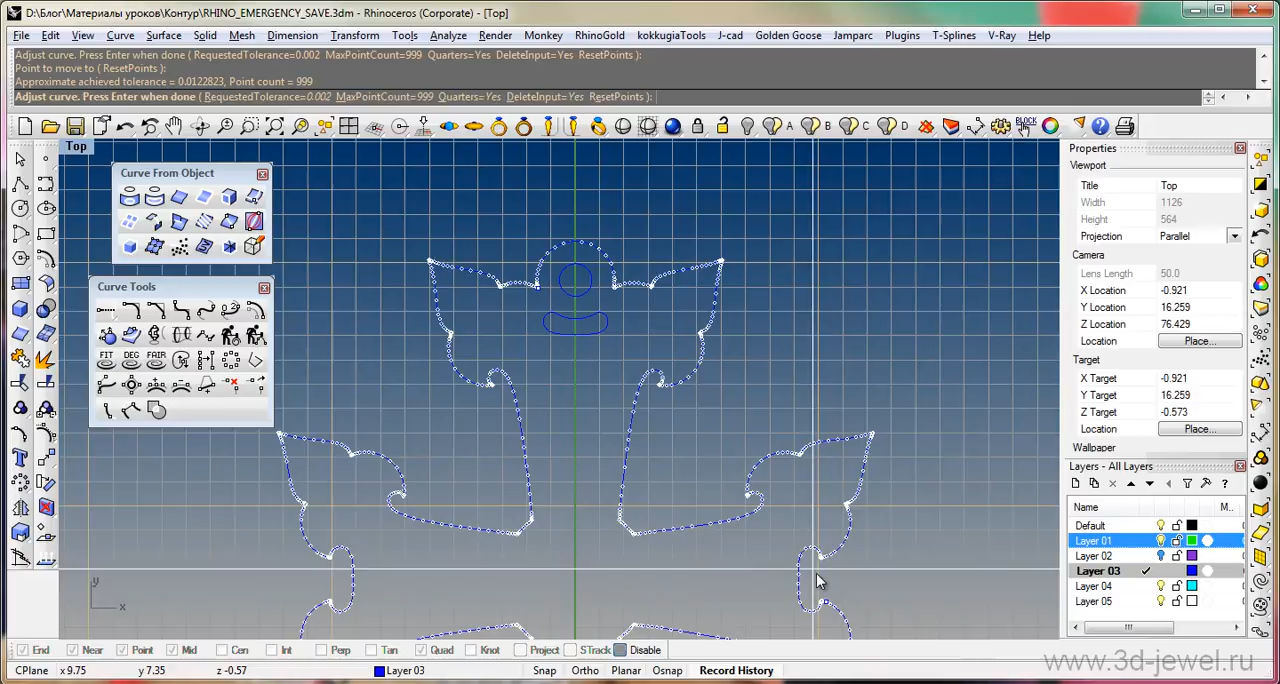 D:\Блог\Материалы уроков\Контур\RHINO_EMERGENCY_SAVE.3dm - Rhinoceros (Corporate) - [Top]
File Edit View Curve Surface Solid Mesh Dimension Transform Tools Analyze Render Monkey RhinoGold kokkugiaTools J-cad Golden Goose Jamparc Plugins T-Splines V-Ray Help
Adjust curve. Press Enter when done ( RequestedTolerance=0.002 MaxPointCount=999 Quarters=Yes DeleteInput=Yes ResetPoints ):
Point to move to ( ResetPoints ):
Approximate achieved tolerance = 0.0122823, Point count = 999
Adjust curve. Press Enter when done ( RequestedTolerance=0.002 MaxPointCount=999 Quarters=Yes DeleteInput=Yes ResetPoints ):
A B C D BLOCK
Top
Curve From Object
Curve Tools
FIT DEG FAIR
Properties
Viewport
Title Top
Width 1126
Height 564
Projection Parallel
Camera
Lens Length 50.0
X Location -0.921
Y Location 16.259
Z Location 76.429
Location Place...
Target
X Target -0.921
Y Target 16.259
Z Target -0.573
Location Place...
Wallpaper
Layers - All Layers
Name M...
Default
Layer 01
Layer 02
Layer 03
Layer 04
Layer 05
y
x
End Near Point Mid Cen Int Perp Tan Quad Knot Project STrack Disable
CPlane x 9.75 y 7.35 z -0.57 Layer 03 Snap Ortho Planar Osnap Record History
www.3d-jewel.ru